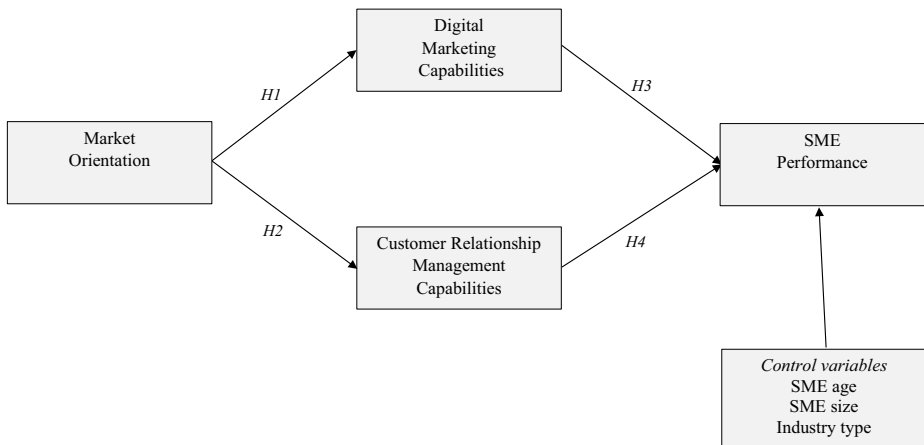 Market
Orientation
H1
H2
Digital
Marketing
Capabilities
Customer Relationship
Management
Capabilities
H3
H4
SME
Performance
Control variables
SME age
SME size
Industry type